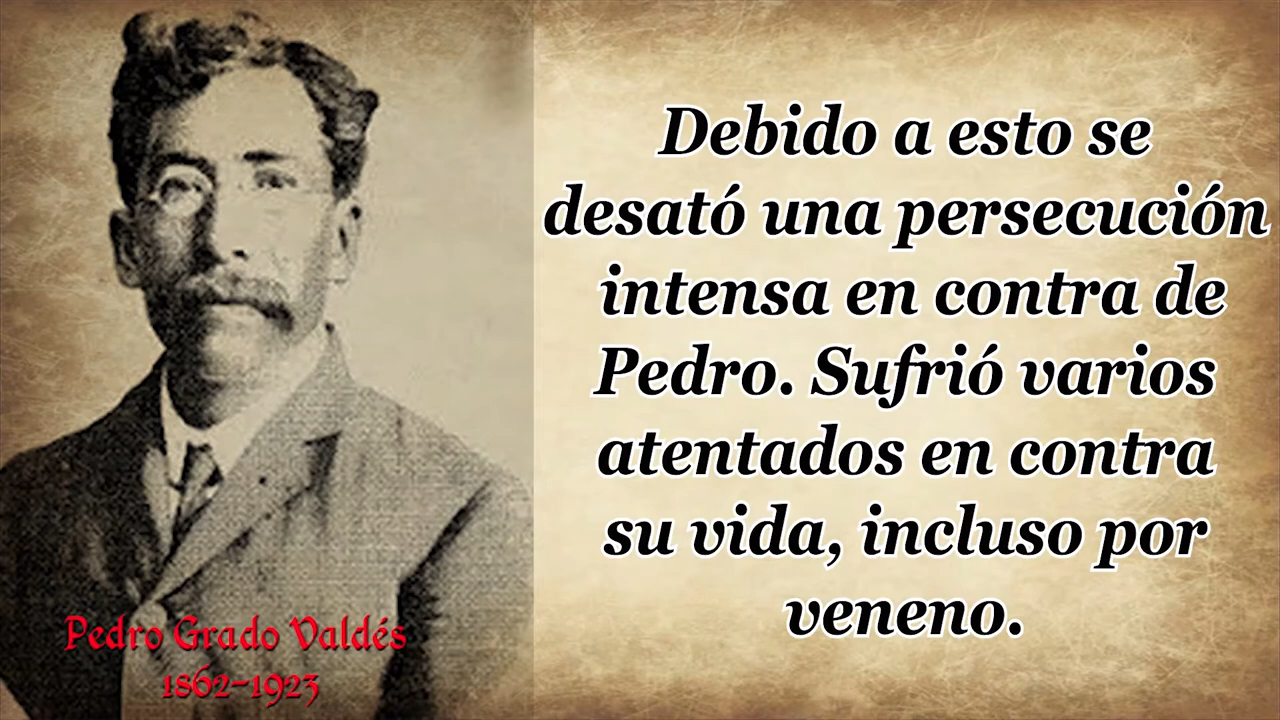 Debido a esto se
desató una persecución
intensa en contra de
Pedro. Sufrió varios
atentados en contra
su vida, incluso por
veneno.
Pedro Grado Valdés
1862-1923